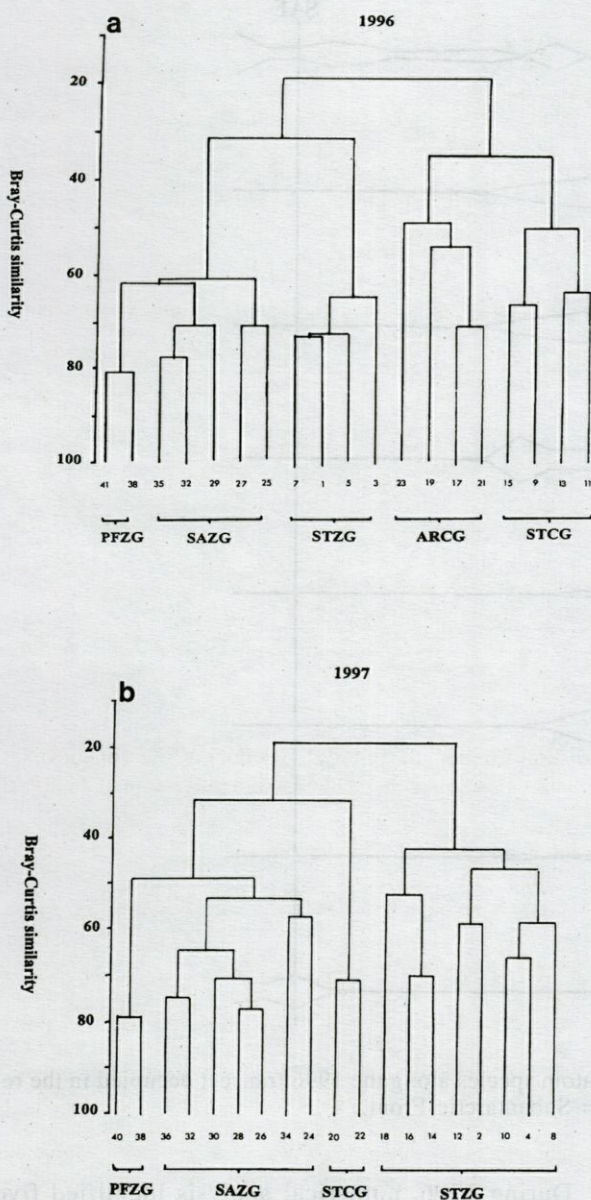 a
1996
20
40
60
80
100
Bray-Curtis similarity
41 38 35 32 29 27 25 7 1 5 3 23 19 17 21 15 9 13 11
PFZG SAZG STZG ARCG STCG
b
1997
20
40
60
80
100
Bray-Curtis similarity
40 38 36 32 30 28 26 34 24 20 22 18 16 14 12 2 10 4 8
PFZG SAZG STCG STZG